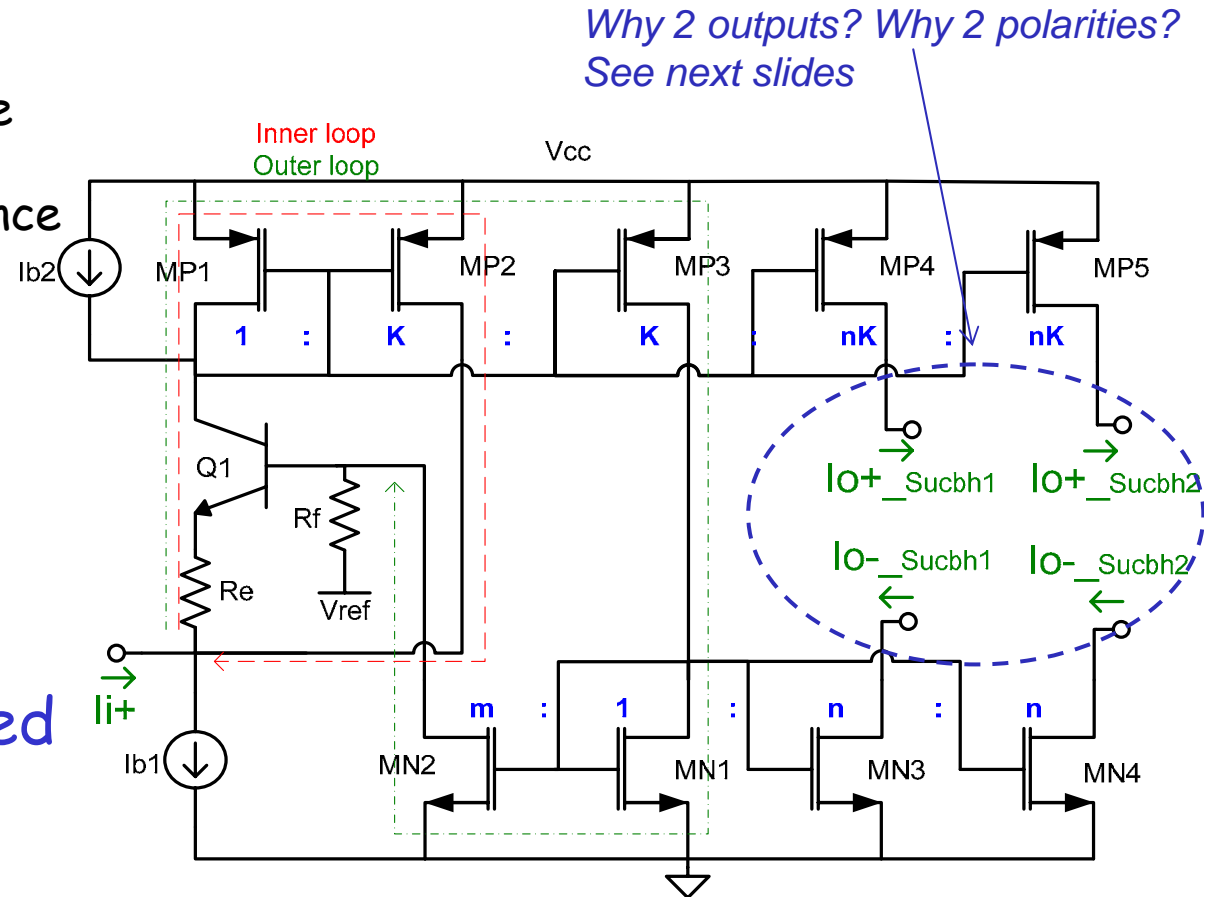 Why 2 outputs? Why 2 polarities?
See next slides
e
nce
ed
Inner loop
Outer loop
Vcc
Ib2
MP1
MP2
MP3
MP4
MP5
1 : K : K : nK : nK
Q1
Rf
Re
Vref
Io+_Sucbh1
Io+_Sucbh2
Io-_Sucbh1
Io-_Sucbh2
Ii+
m : 1 : n : n
Ib1
MN2
MN1
MN3
MN4